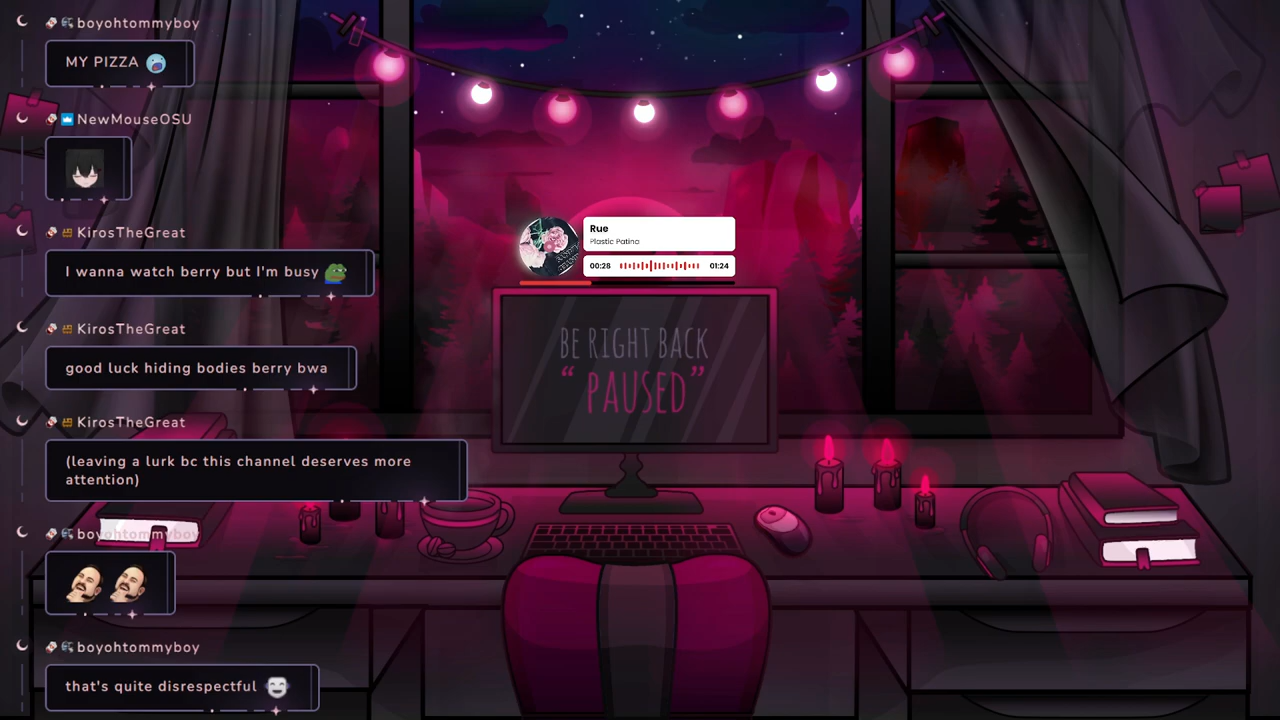 boyohtommyboy
MY PIZZA
NewMouseOSU
KirosTheGreat
I wanna watch berry but I'm busy
KirosTheGreat
good luck hiding bodies berry bwa
KirosTheGreat
(leaving a lurk bc this channel deserves more
attention)
boyohtommyboy
boyohtommyboy
that's quite disrespectful
Rue
Plastic Patina
00:28
01:24
BE RIGHT BACK
“ PAUSED”